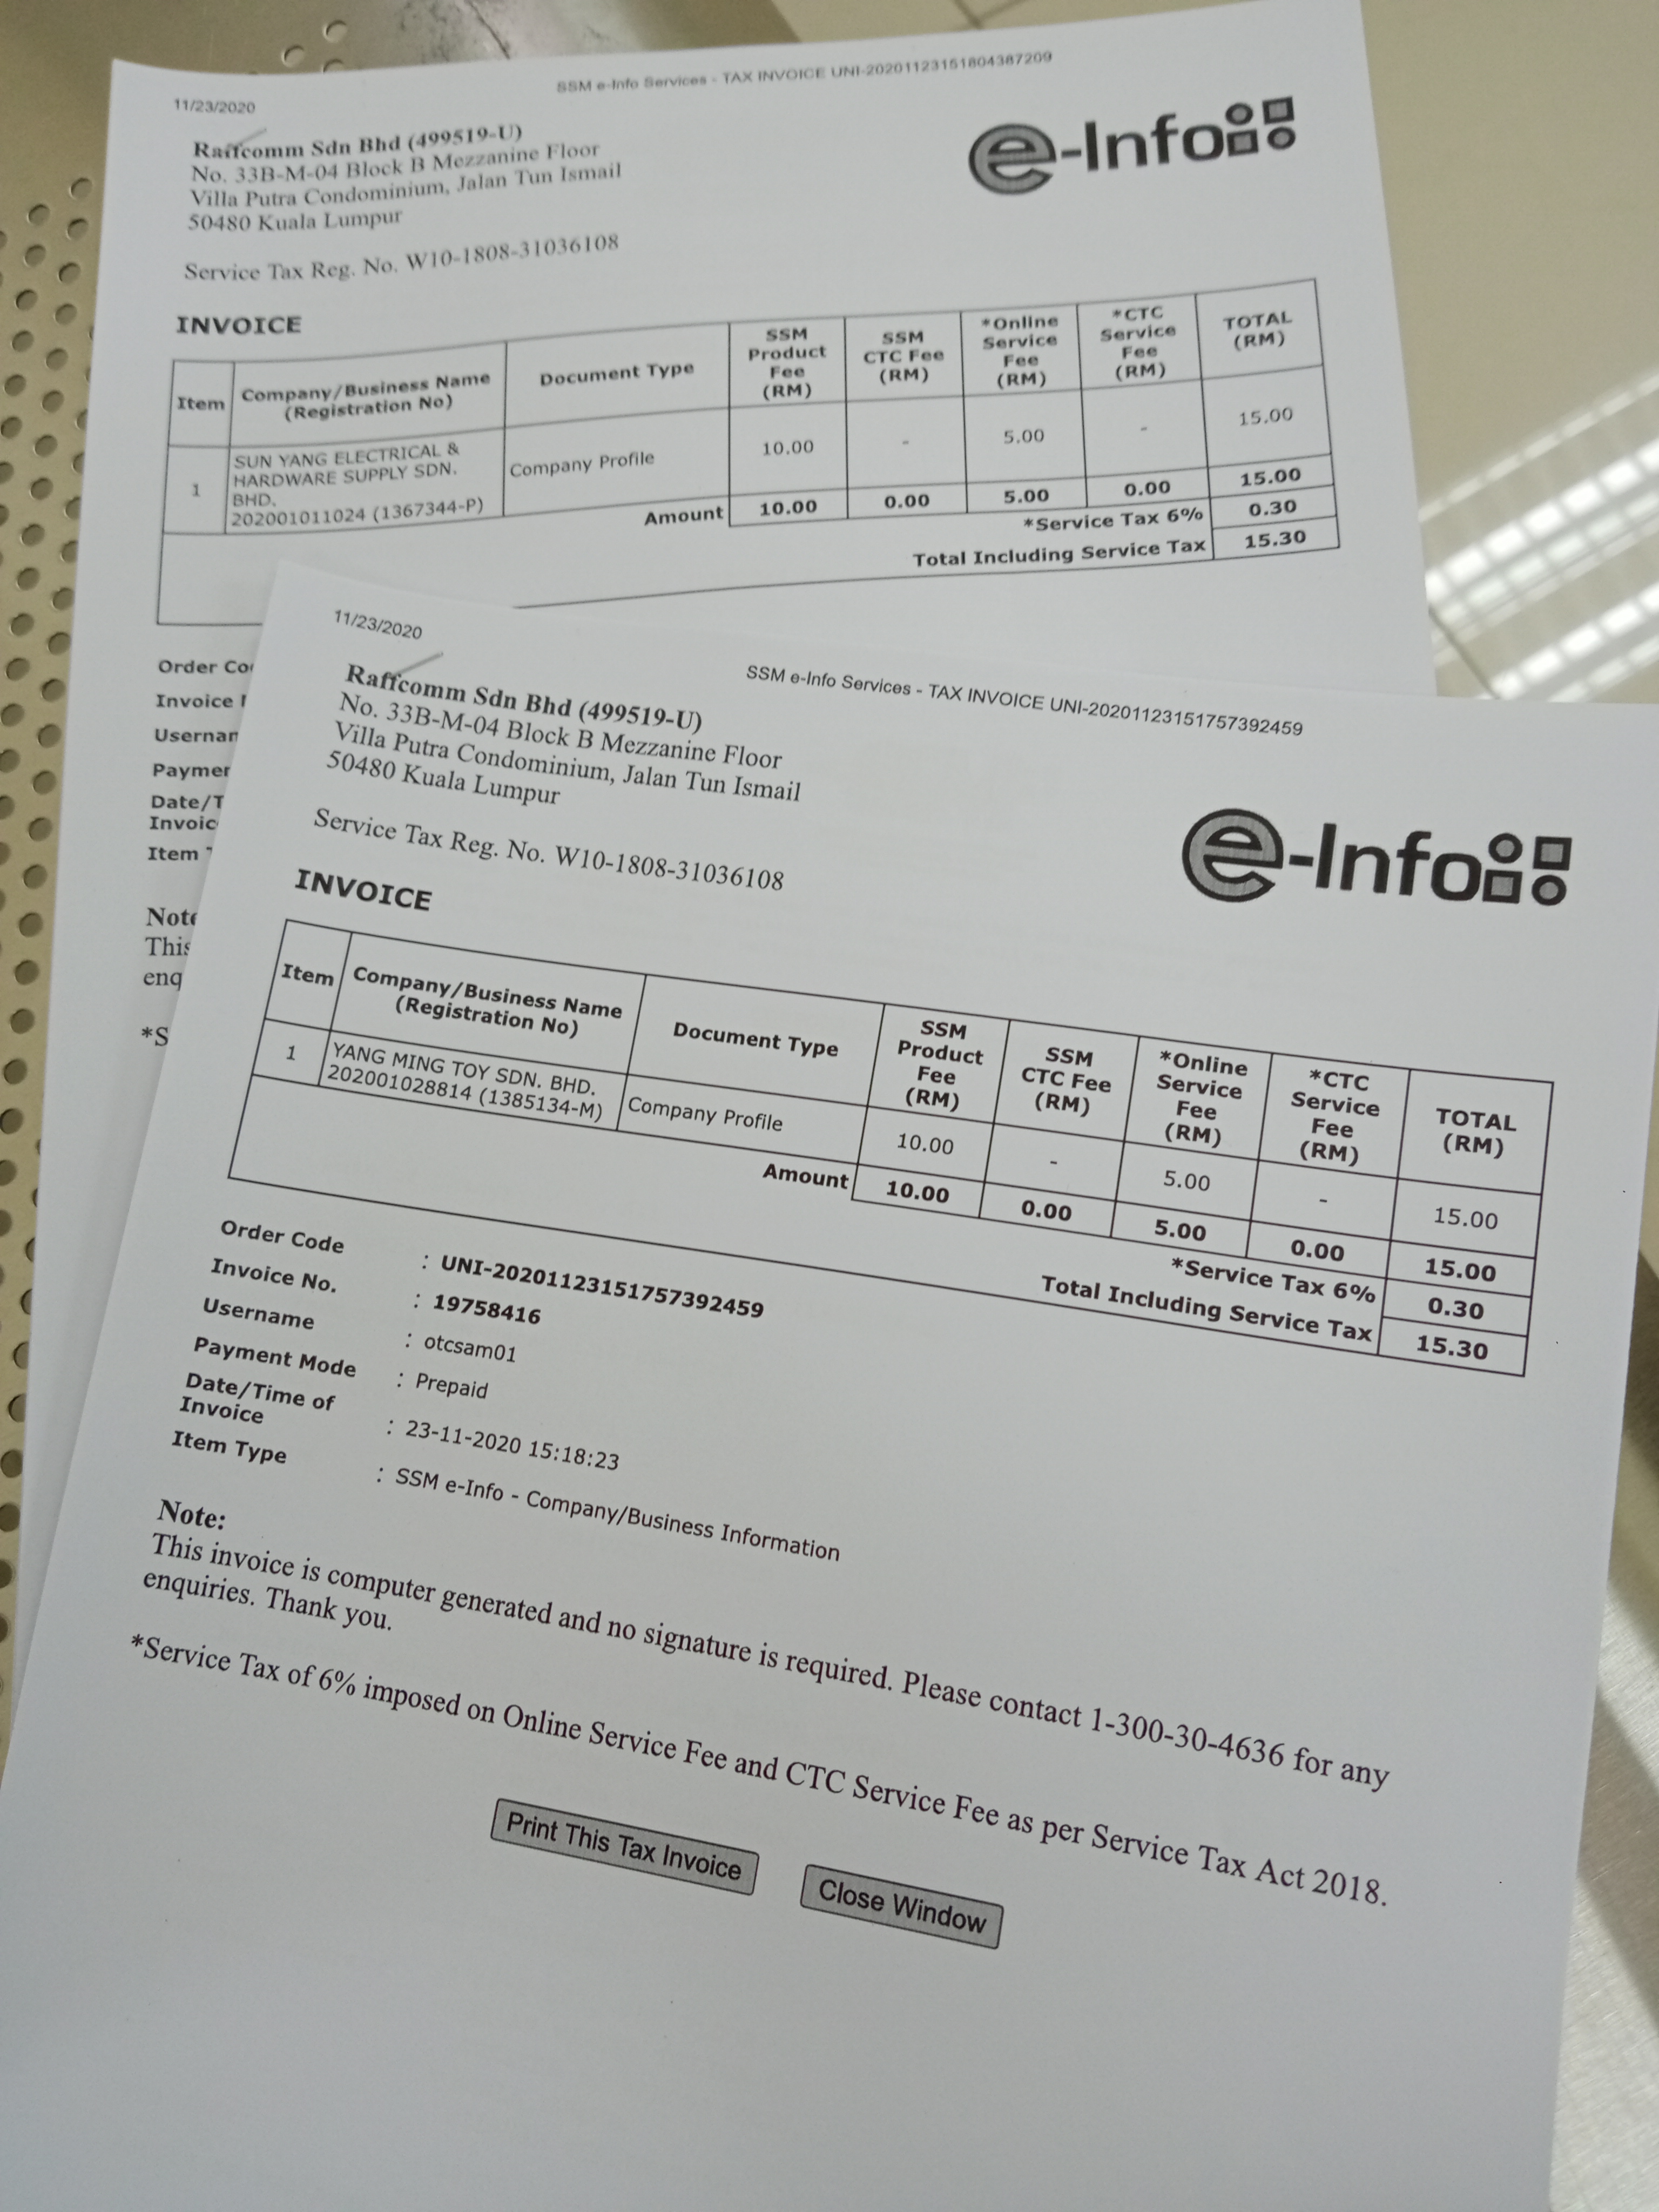 SSM e-Info Services - TAX INVOICE UNI-20201123151804387209
11/23/2020
Raffcomm Sdn Bhd (499519-U)
No. 33B-M-04 Block B Mezzanine Floor
Villa Putra Condominium, Jalan Tun Ismail
50480 Kuala Lumpur
e-Info
Service Tax Reg. No. W10-1808-31036108
INVOICE
Item Company/Business Name (Registration No) Document Type SSM Product Fee (RM) SSM CTC Fee (RM) *Online Service Fee (RM) *CTC Service Fee (RM) TOTAL (RM)
1 SUN YANG ELECTRICAL & HARDWARE SUPPLY SDN. BHD. 202001011024 (1367344-P) Company Profile 10.00 - 5.00 - 15.00
Amount 10.00 0.00 5.00 0.00 15.00
*Service Tax 6% 0.30
Total Including Service Tax 15.30
Order
Invoice
Payme
Date/T
Invoic
Item
Note
This
enq
*S
11/23/2020
SSM e-Info Services - TAX INVOICE UNI-20201123151757392459
Raffcomm Sdn Bhd (499519-U)
No. 33B-M-04 Block B Mezzanine Floor
Villa Putra Condominium, Jalan Tun Ismail
50480 Kuala Lumpur
e-Info
Service Tax Reg. No. W10-1808-31036108
INVOICE
Item Company/Business Name (Registration No) Document Type SSM Product Fee (RM) SSM CTC Fee (RM) *Online Service Fee (RM) *CTC Service Fee (RM) TOTAL (RM)
1 YANG MING TOY SDN. BHD. 202001028814 (1385134-M) Company Profile 10.00 - 5.00 - 15.00
Amount 10.00 0.00 5.00 0.00 15.00
*Service Tax 6% 0.30
Total Including Service Tax 15.30
Order Code : UNI-20201123151757392459
Invoice No. : 19758416
Username : otcsam01
Payment Mode : Prepaid
Date/Time of Invoice : 23-11-2020 15:18:23
Item Type : SSM e-Info - Company/Business Information
Note:
This invoice is computer generated and no signature is required. Please contact 1-300-30-4636 for any
enquiries. Thank you.
*Service Tax of 6% imposed on Online Service Fee and CTC Service Fee as per Service Tax Act 2018.
Print This Tax Invoice
Close Window